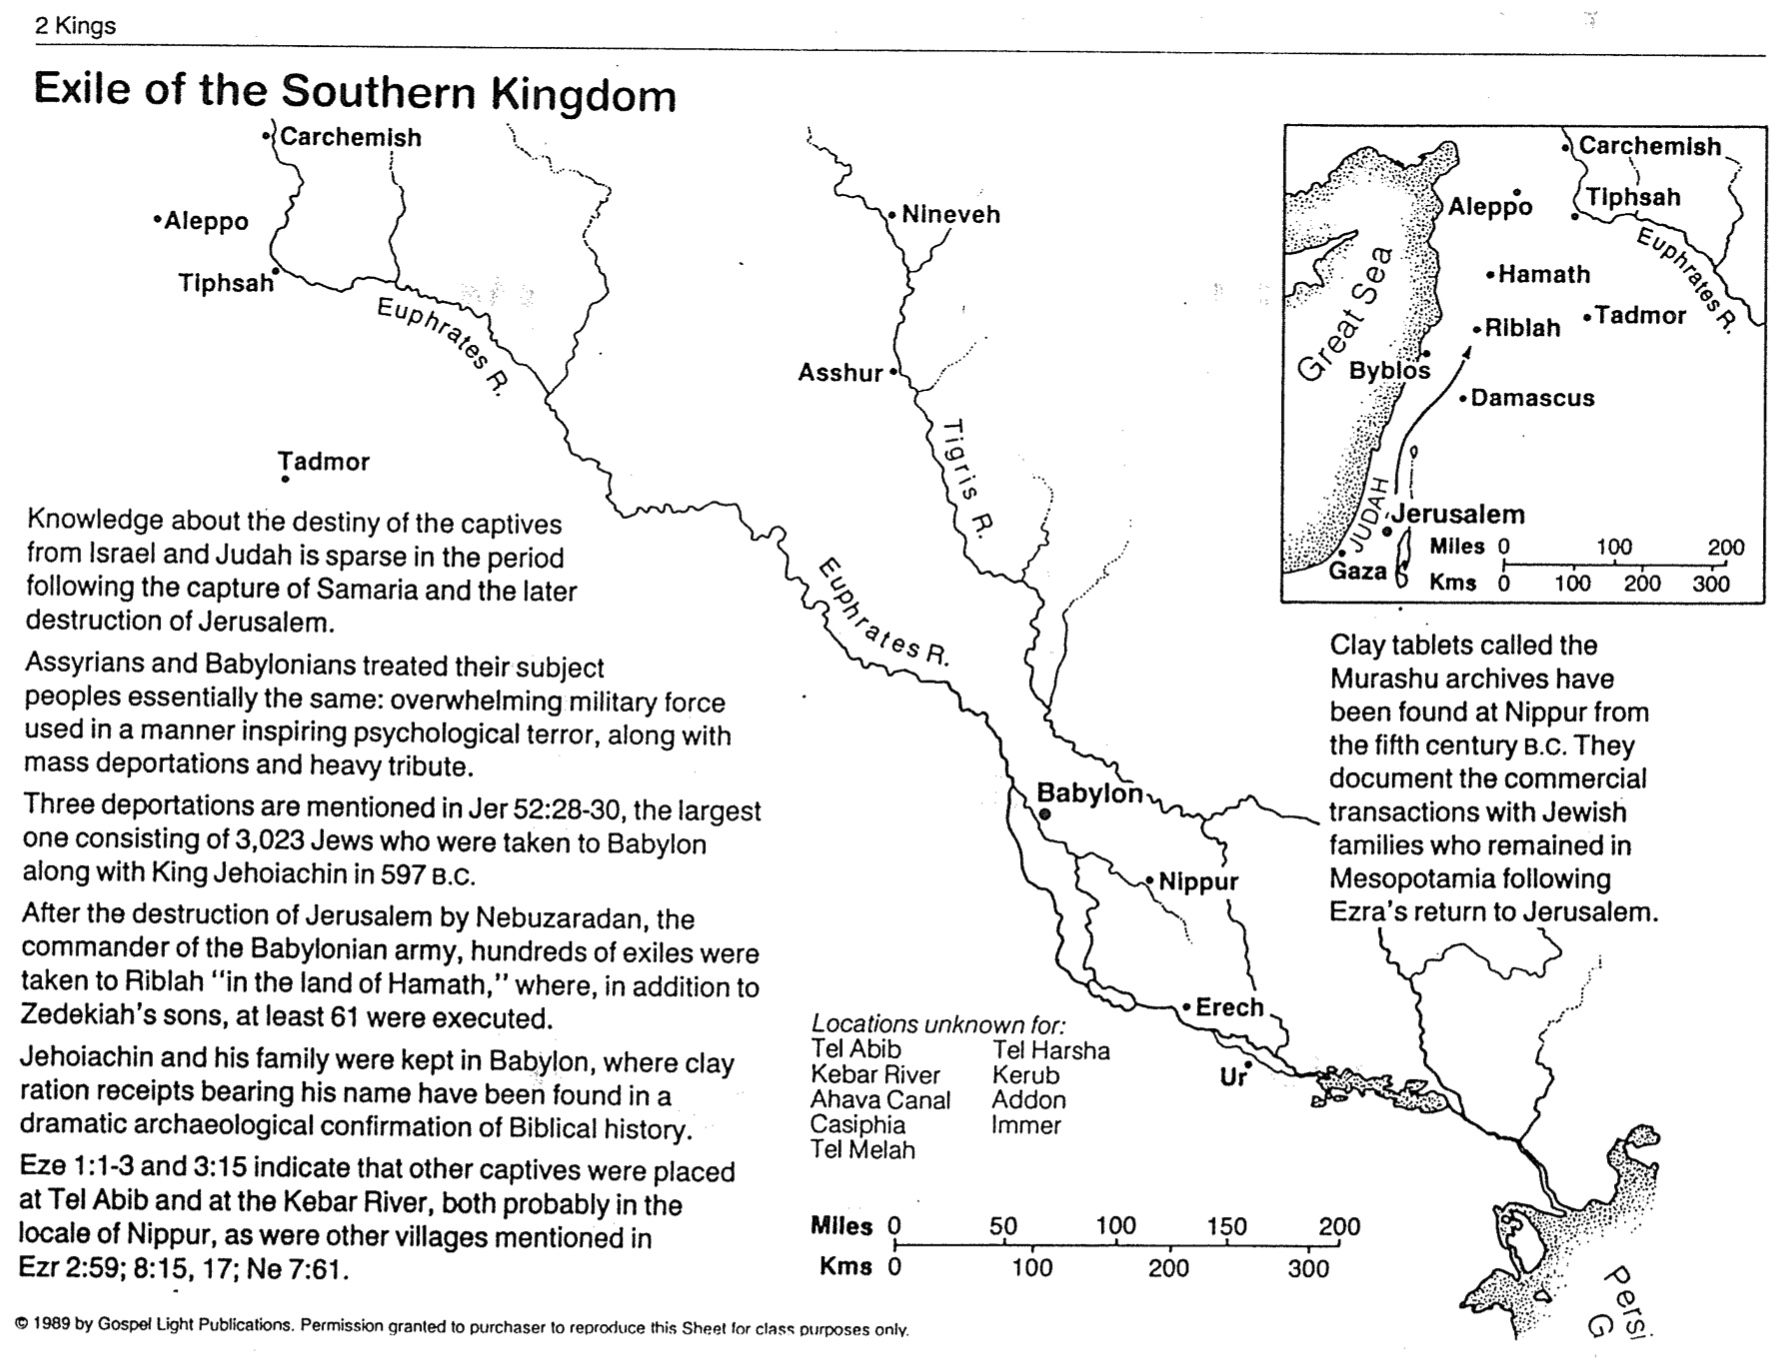 2 Kings
Exile of the Southern Kingdom
Carchemish
Aleppo
Tiphsah
Euphrates R.
Tadmor
Nineveh
Asshur
Tigris R.
Euphrates R.
Babylon
Nippur
Erech
Ur
Persi
G
Carchemish
Aleppo
Tiphsah
Euphrates R.
Hamath
Great Sea
Tadmor
Riblah
Byblos
Damascus
JUDAH
Jerusalem
Gaza
Miles 0 100 200
Kms 0 100 200 300
Knowledge about the destiny of the captives
from Israel and Judah is sparse in the period
following the capture of Samaria and the later
destruction of Jerusalem.
Assyrians and Babylonians treated their subject
peoples essentially the same: overwhelming military force
used in a manner inspiring psychological terror, along with
mass deportations and heavy tribute.
Three deportations are mentioned in Jer 52:28-30, the largest
one consisting of 3,023 Jews who were taken to Babylon
along with King Jehoiachin in 597 B.C.
After the destruction of Jerusalem by Nebuzaradan, the
commander of the Babylonian army, hundreds of exiles were
taken to Riblah "in the land of Hamath," where, in addition to
Zedekiah's sons, at least 61 were executed.
Jehoiachin and his family were kept in Babylon, where clay
ration receipts bearing his name have been found in a
dramatic archaeological confirmation of Biblical history.
Eze 1:1-3 and 3:15 indicate that other captives were placed
at Tel Abib and at the Kebar River, both probably in the
locale of Nippur, as were other villages mentioned in
Ezr 2:59; 8:15, 17; Ne 7:61.
Clay tablets called the
Murashu archives have
been found at Nippur from
the fifth century B.C. They
document the commercial
transactions with Jewish
families who remained in
Mesopotamia following
Ezra's return to Jerusalem.
Locations unknown for:
Tel Abib Tel Harsha
Kebar River Kerub
Ahava Canal Addon
Casiphia Immer
Tel Melah
Miles 0 50 100 150 200
Kms 0 100 200 300
© 1989 by Gospel Light Publications. Permission granted to purchaser to reproduce this Sheet for class purposes only.